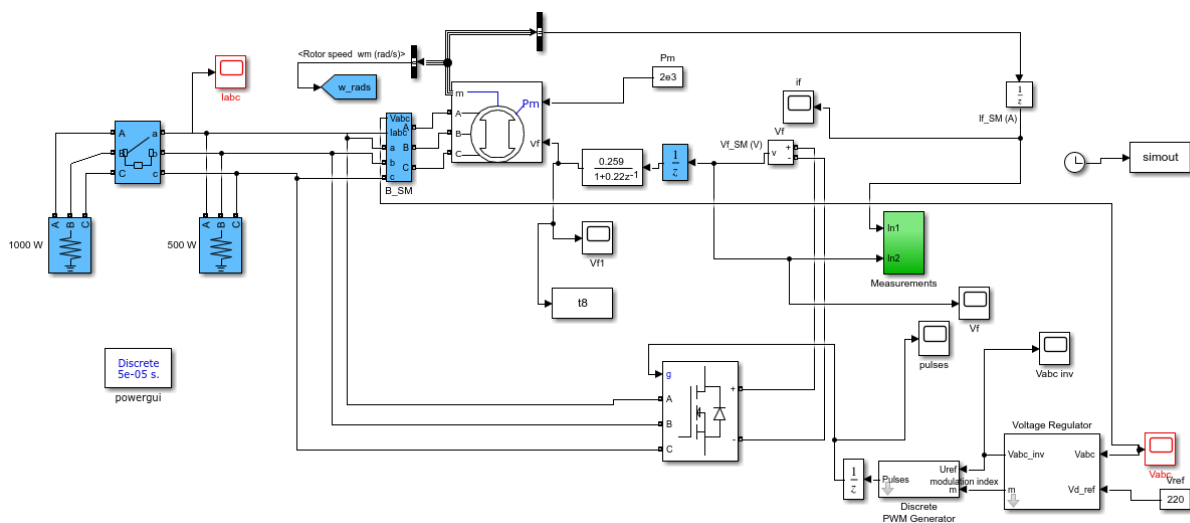 <Rotor speed wm (rad/s)>
w_rads
Iabc
Pm
2e3
m
Pm
A
B
C
Vf
Vabc
Iabc
a
b
c
A
B
C
B_SM
A
B
C
a
b
c
A
B
C
1000 W
A
B
C
500 W
0.259
1+0.22z-1
1
z
Vf_SM (V)
Vf
+
-
v
if
1
z
If_SM (A)
simout
Vf1
t8
In1
In2
Measurements
Vf
pulses
Vabc inv
Discrete
5e-05 s.
powergui
g
A
B
C
+
-
1
z
Pulses
Uref
modulation index
m
Discrete
PWM Generator
Voltage Regulator
Vabc_inv
Vabc
m
Vd_ref
Vabc
Vref
220